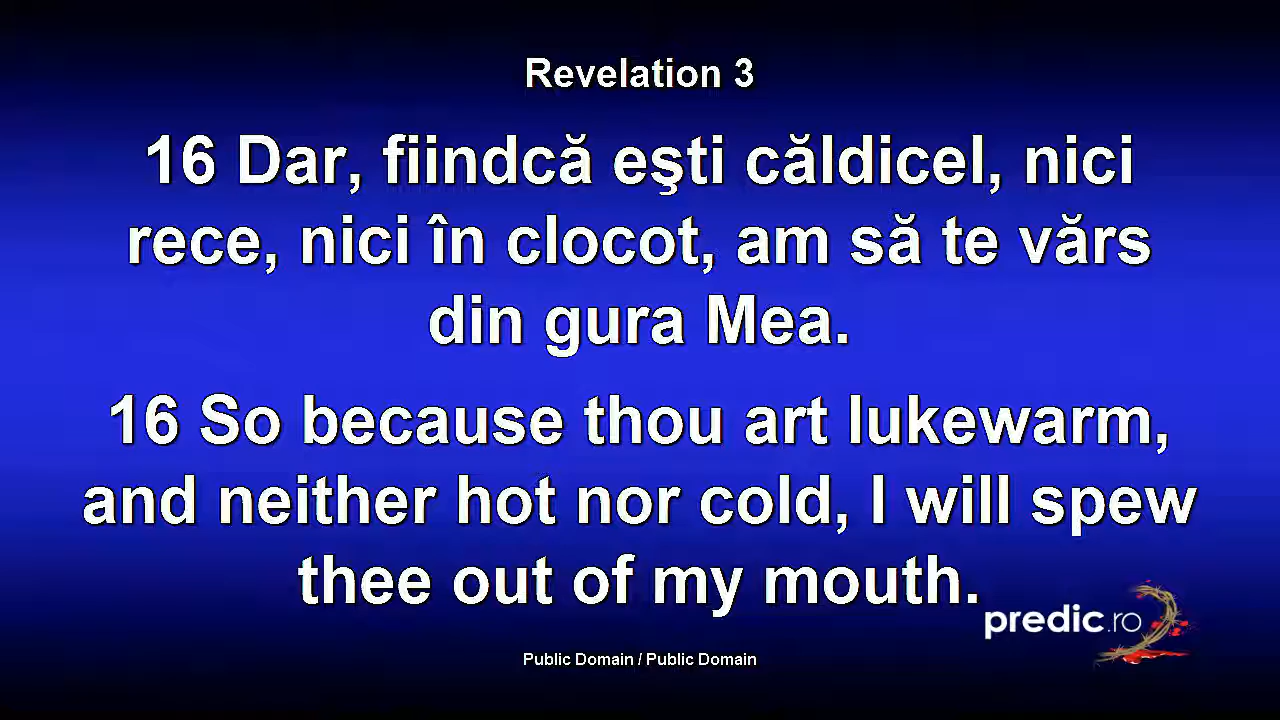 Revelation 3
16 Dar, fiindcă eşti căldicel, nici
rece, nici în clocot, am să te vărs
din gura Mea.
16 So because thou art lukewarm,
and neither hot nor cold, I will spew
thee out of my mouth.
predic.ro
Public Domain / Public Domain